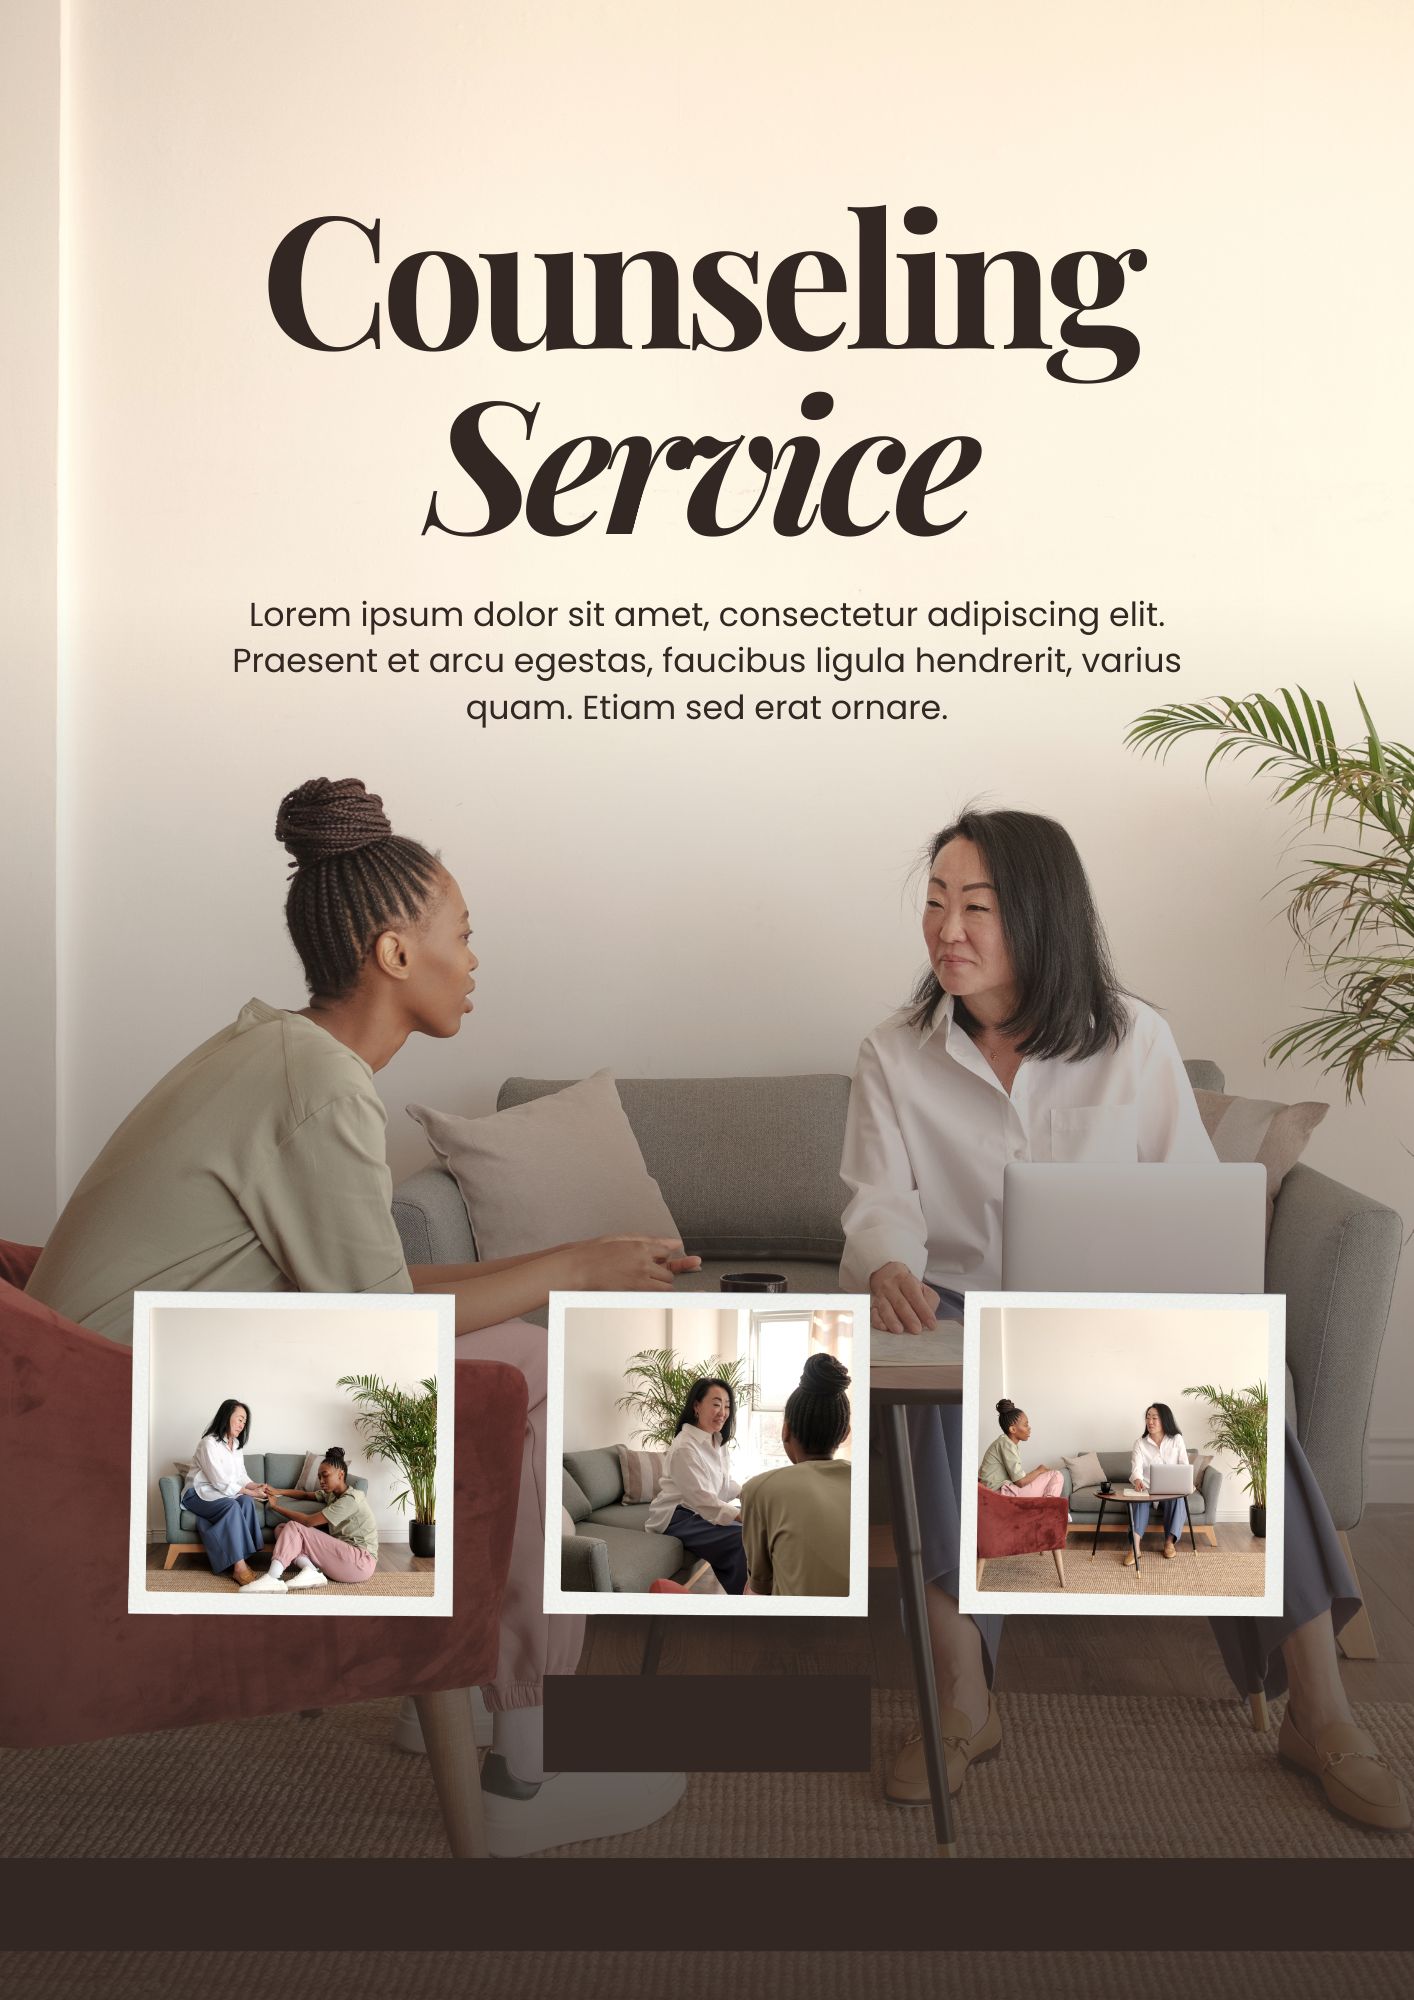 Counseling
Service
Lorem ipsum dolor sit amet, consectetur adipiscing elit.
Praesent et arcu egestas, faucibus ligula hendrerit, varius
quam. Etiam sed erat ornare.